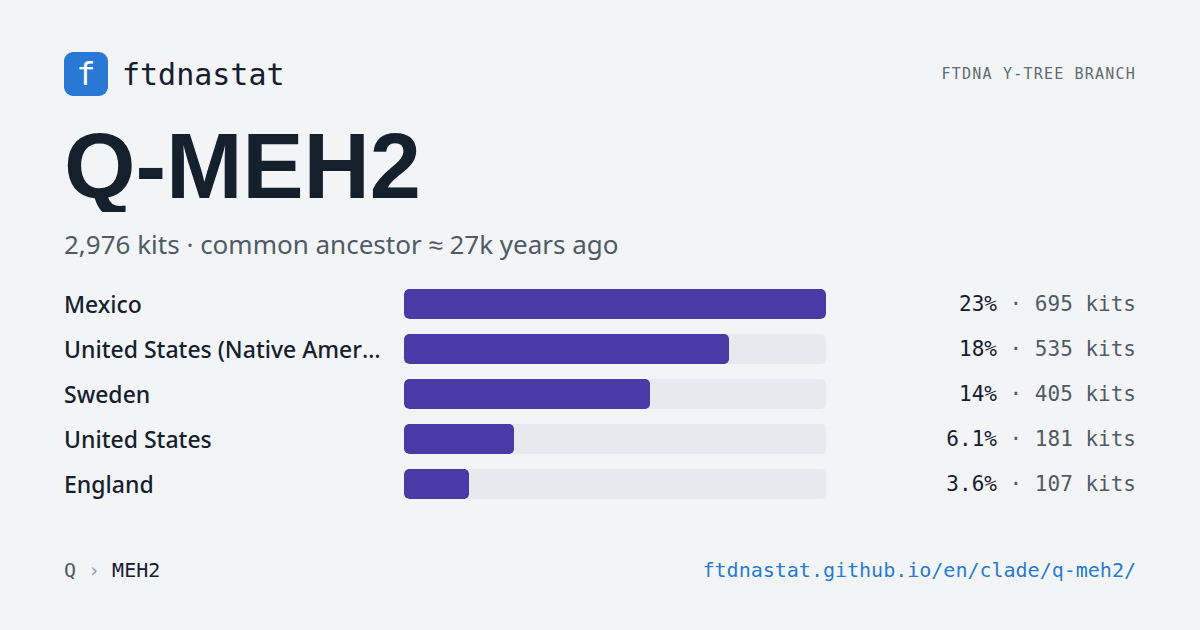 f ftdnastat
FTDNA Y-TREE BRANCH
Q-MEH2
2,976 kits · common ancestor ≈ 27k years ago
Mexico 23% · 695 kits
United States (Native Amer... 18% · 535 kits
Sweden 14% · 405 kits
United States 6.1% · 181 kits
England 3.6% · 107 kits
Q › MEH2
ftdnastat.github.io/en/clade/q-meh2/